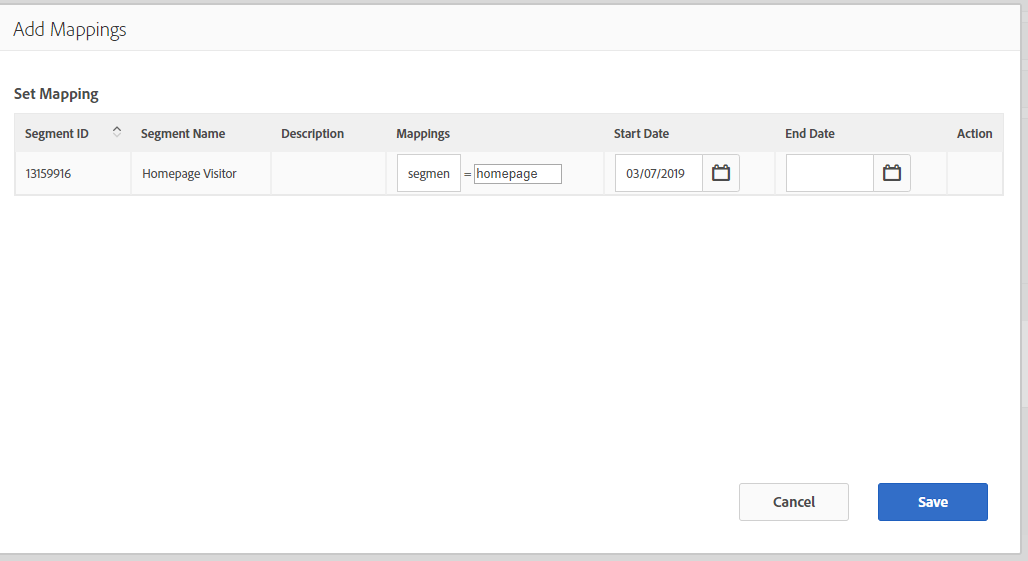 Add Mappings
Set Mapping
Segment ID Segment Name Description Mappings Start Date End Date Action
13159916 Homepage Visitor segmen = homepage 03/07/2019
Cancel Save